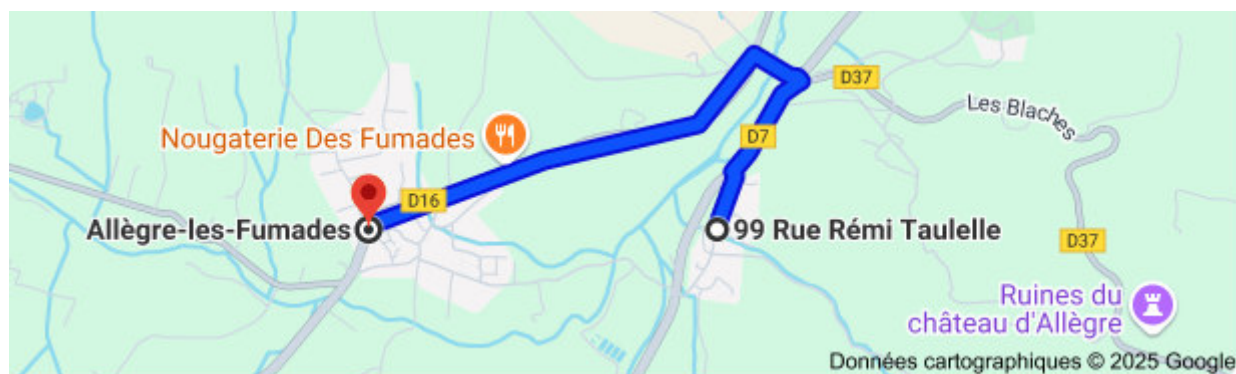 D37
Les Blaches
Nougaterie Des Fumades
D7
D16
Allègre-les-Fumades
99 Rue Rémi Taulelle
D37
Ruines du
château d'Allègre
Données cartographiques © 2025 Google